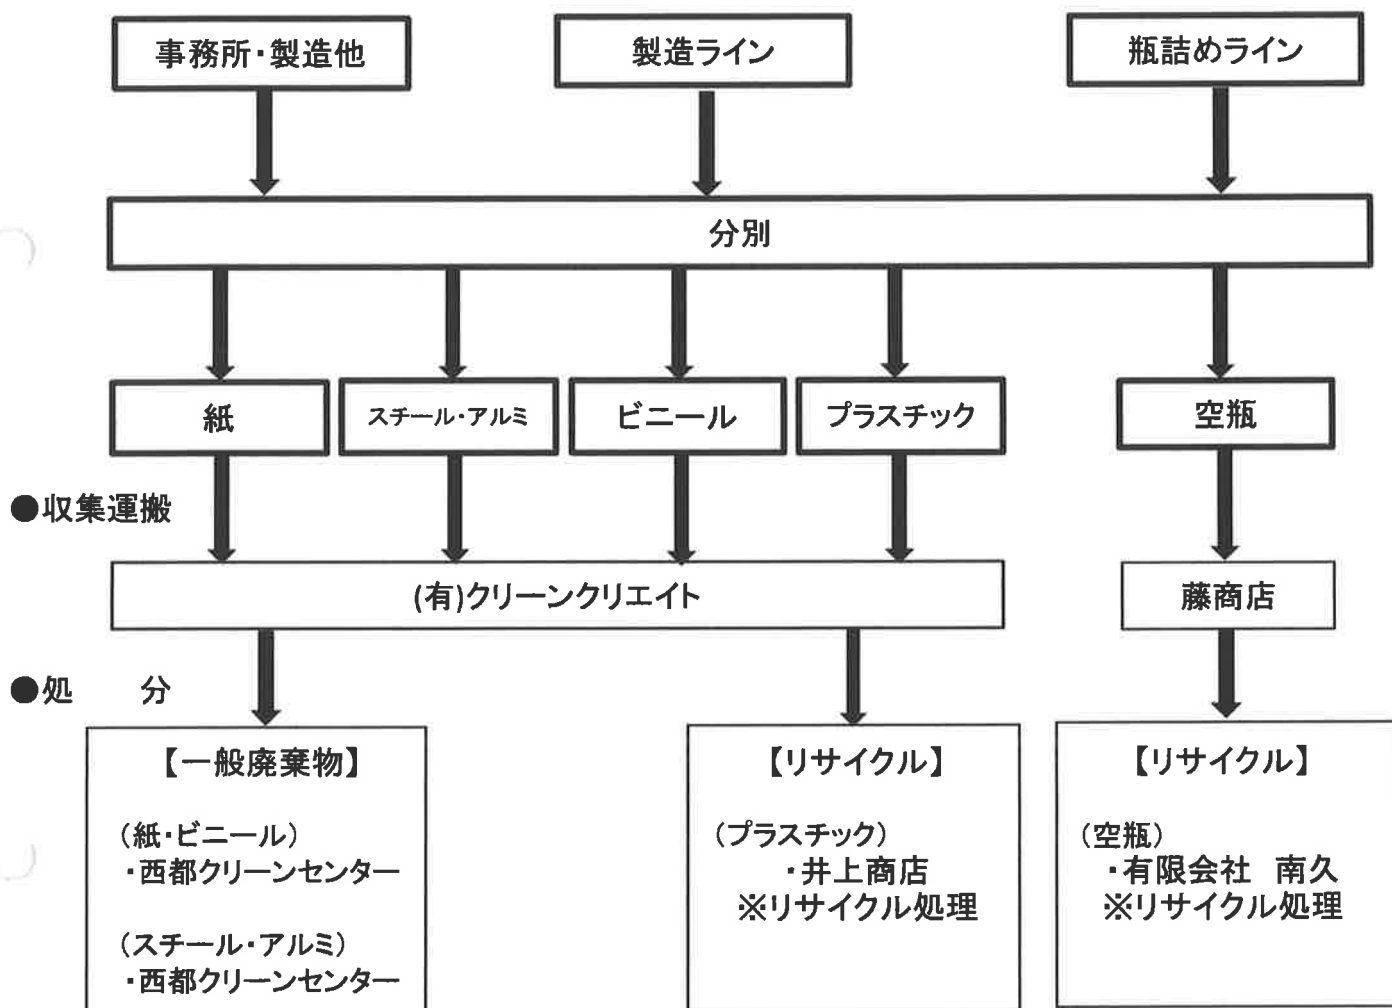 事務所・製造他
製造ライン
瓶詰めライン
分別
紙
スチール・アルミ
ビニール
プラスチック
空瓶
●収集運搬
(有)クリーンクリエイト
藤商店
●処　　分
【一般廃棄物】
（紙・ビニール）
・西都クリーンセンター
（スチール・アルミ）
・西都クリーンセンター
【リサイクル】
（プラスチック）
・井上商店
※リサイクル処理
【リサイクル】
（空瓶）
・有限会社　南久
※リサイクル処理